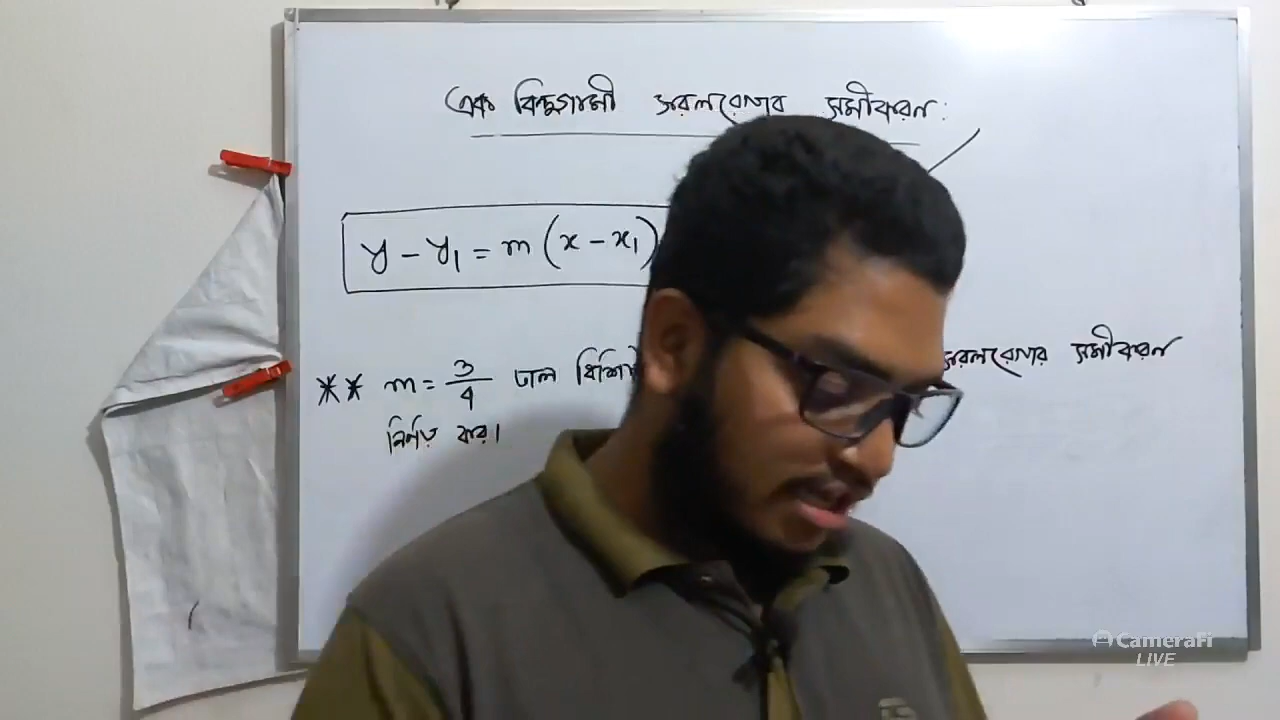 এক বিন্দুগামী সরলরেখার সমীকরণ:
y - y₁ = m (x - x₁)
** m = 3/4 ঢাল বিশিষ্ট সরলরেখার সমীকরণ
নির্ণয় কর।
CameraFi
LIVE